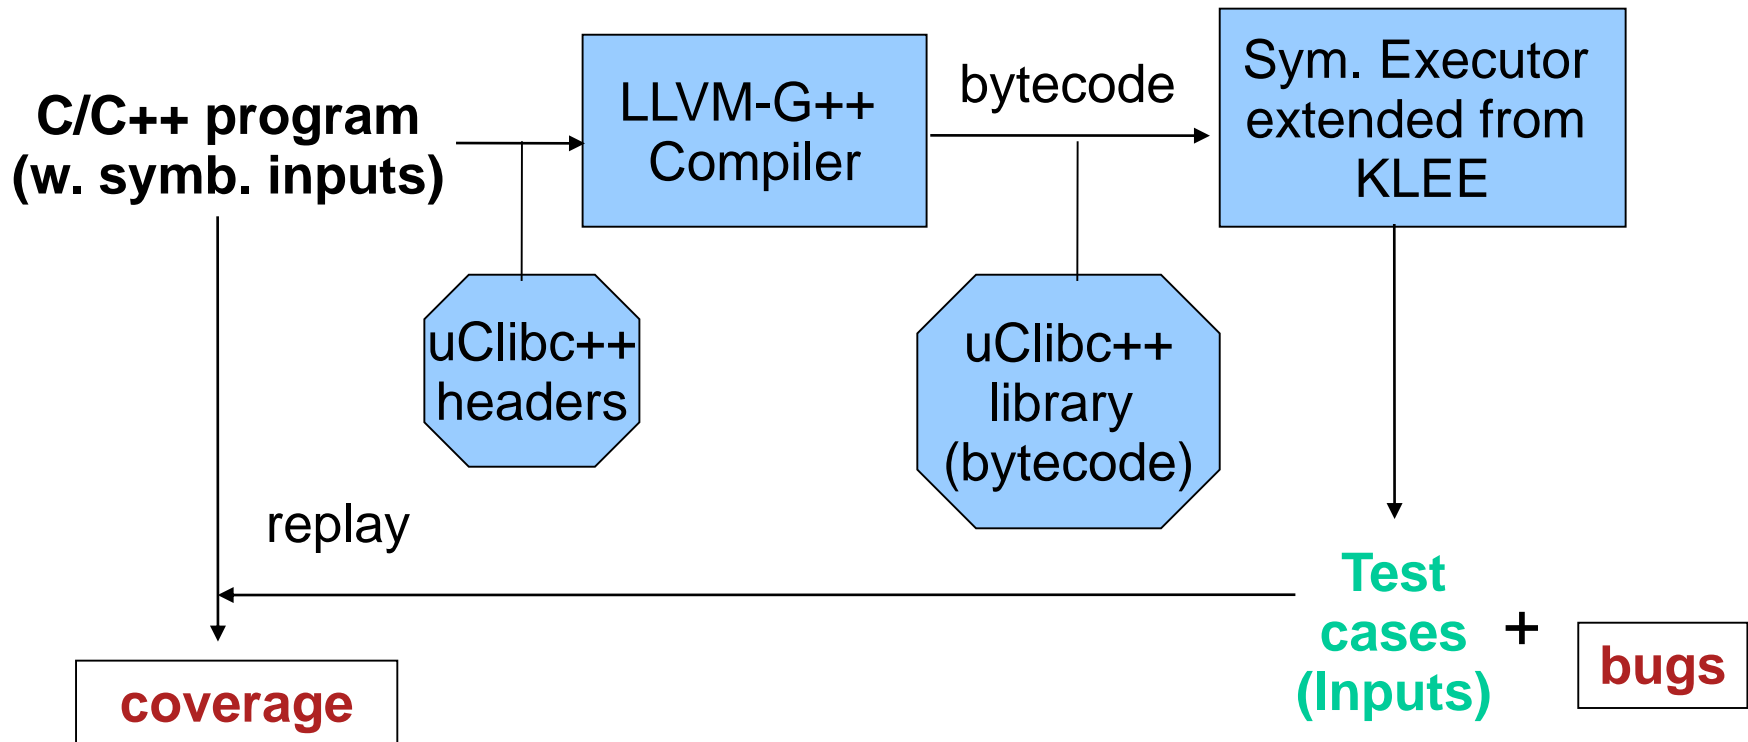 C/C++ program
(w. symb. inputs)
LLVM-G++
Compiler
bytecode
Sym. Executor
extended from
KLEE
uClibc++
headers
uClibc++
library
(bytecode)
replay
Test
cases
(Inputs)
+
bugs
coverage